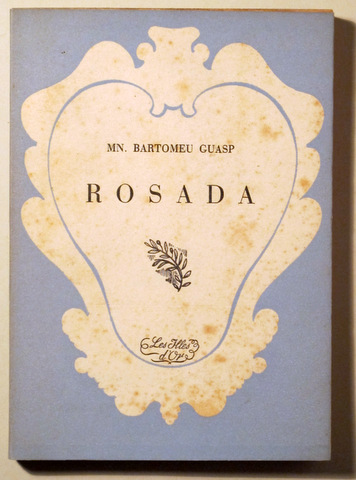 MN. BARTOMEU GUASP
ROSADA
Les Illes
d'Or